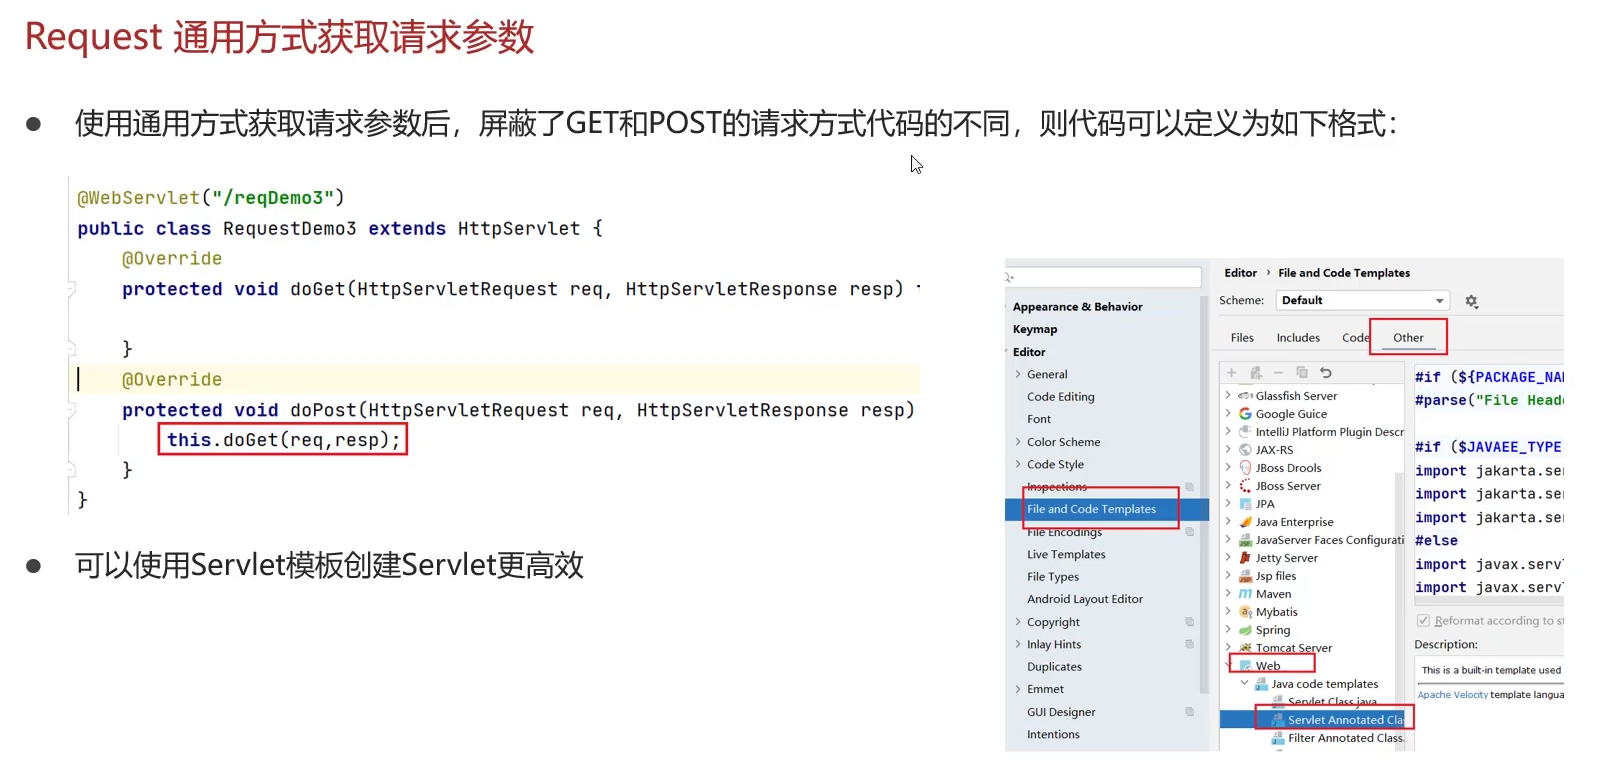 Request 通用方式获取请求参数
使用通用方式获取请求参数后，屏蔽了GET和POST的请求方式代码的不同，则代码可以定义为如下格式：
@WebServlet("/reqDemo3")
public class RequestDemo3 extends HttpServlet {
@Override
protected void doGet(HttpServletRequest req, HttpServletResponse resp)
}
@Override
protected void doPost(HttpServletRequest req, HttpServletResponse resp)
this.doGet(req,resp);
}
}
可以使用Servlet模板创建Servlet更高效
Appearance & Behavior
Keymap
Editor
General
Code Editing
Font
Color Scheme
Code Style
Inspections
File and Code Templates
File Encodings
Live Templates
File Types
Android Layout Editor
Copyright
Inlay Hints
Duplicates
Emmet
GUI Designer
Intentions
Editor › File and Code Templates
Scheme: Default
Files Includes Code Other
Glassfish Server
Google Guice
IntelliJ Platform Plugin Descr
JAX-RS
JBoss Drools
JBoss Server
JPA
Java Enterprise
JavaServer Faces Configurati
Jetty Server
Jsp files
Maven
Mybatis
Spring
Tomcat Server
Web
Java code templates
Servlet Class.java
Servlet Annotated Cla
Filter Annotated Class.
#if (${PACKAGE_NA
#parse("File Head
#if ($JAVAEE_TYPE
import jakarta.se
import jakarta.se
import jakarta.se
#else
import javax.serv
import javax.serv
Reformat according to st
Description:
This is a built-in template used
Apache Velocity template langua